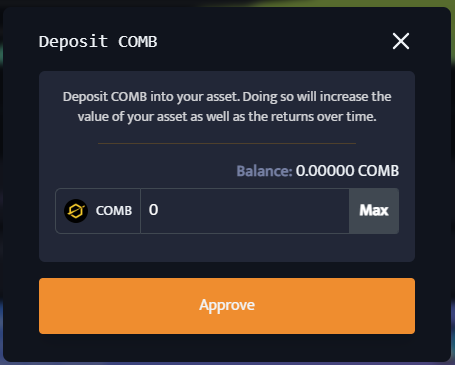 Deposit COMB
Deposit COMB into your asset. Doing so will increase the
value of your asset as well as the returns over time.
Balance: 0.00000 COMB
COMB 0 Max
Approve